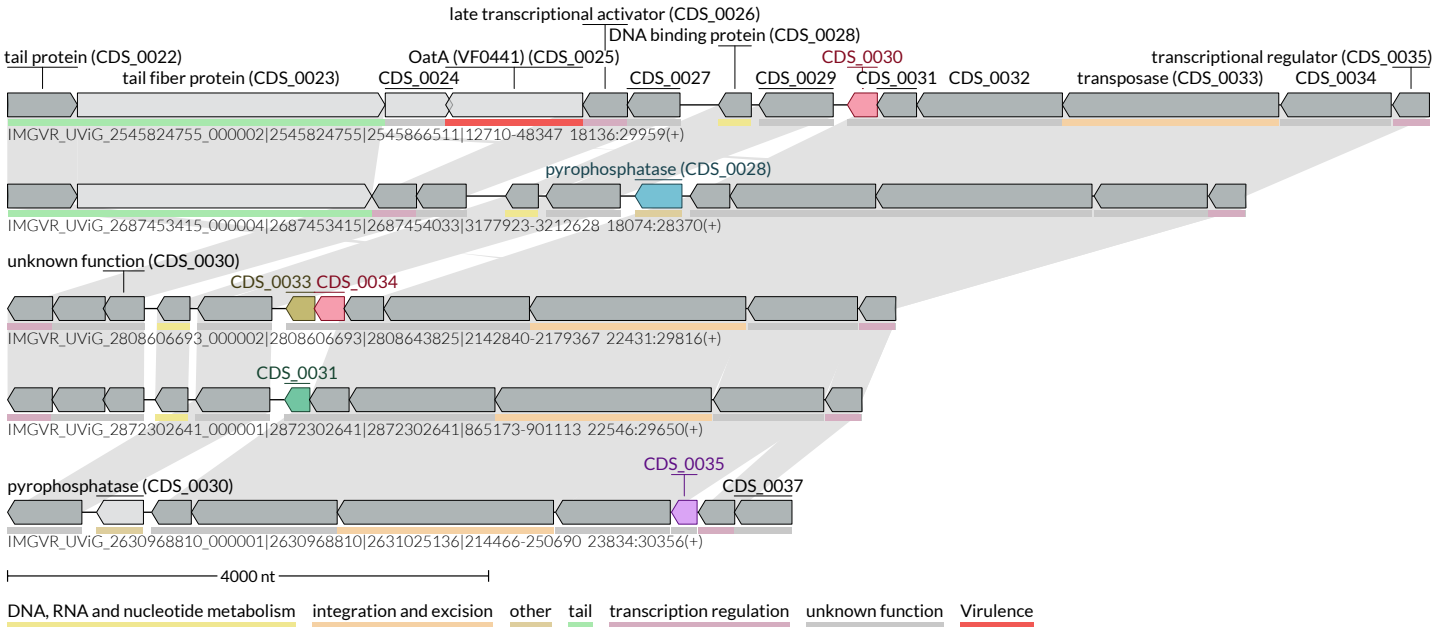 late transcriptional activator (CDS_0026)
DNA binding protein (CDS_0028)
tail protein (CDS_0022) OatA (VF0441) (CDS_0025) CDS_0030 transcriptional regulator (CDS_0035)
tail fiber protein (CDS_0023) CDS_0024 CDS_0027 CDS_0029 CDS_0031 CDS_0032 transposase (CDS_0033) CDS_0034
IMGVR_UViG_2545824755_000002|2545824755|2545866511|12710-48347 18136:29959(+)
pyrophosphatase (CDS_0028)
IMGVR_UViG_2687453415_000004|2687453415|2687454033|3177923-3212628 18074:28370(+)
unknown function (CDS_0030)
CDS_0033 CDS_0034
IMGVR_UViG_2808606693_000002|2808606693|2808643825|2142840-2179367 22431:29816(+)
CDS_0031
IMGVR_UViG_2872302641_000001|2872302641|2872302641|865173-901113 22546:29650(+)
CDS_0035
pyrophosphatase (CDS_0030) CDS_0037
IMGVR_UViG_2630968810_000001|2630968810|2631025136|214466-250690 23834:30356(+)
4000 nt
DNA, RNA and nucleotide metabolism integration and excision other tail transcription regulation unknown function Virulence